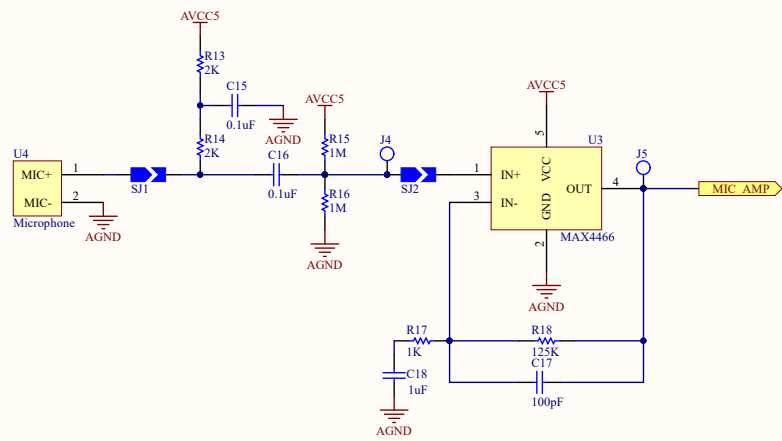 AVCC5
R13
2K
C15
0.1uF
AGND
R14
2K
AVCC5
R15
1M
J4
U4
MIC+
1
MIC-
2
Microphone
AGND
SJ1
C16
0.1uF
R16
1M
AGND
SJ2
AVCC5
5
U3
1
IN+
VCC
3
IN-
GND
OUT
4
J5
MIC AMP
MAX4466
2
AGND
R17
1K
C18
1uF
AGND
R18
125K
C17
100pF